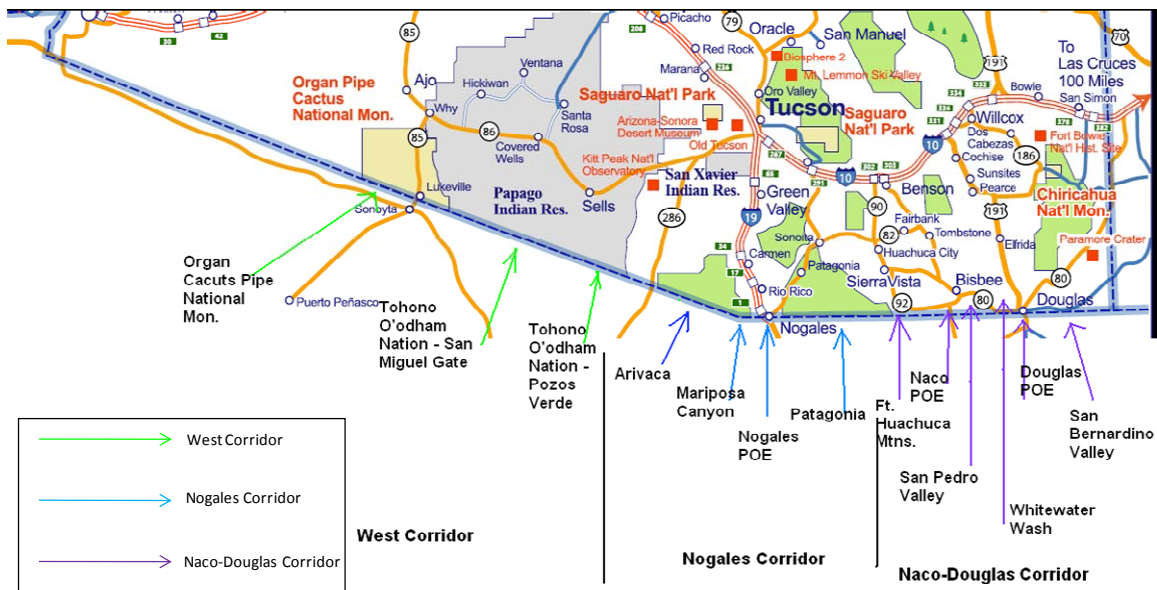 Picacho
79
Oracle
San Manuel
Biosphere 2
Mt. Lemmon Ski Valley
Red Rock
236
208
Marana
Oro Valley
Tucson
85
Ajo
Why
Organ Pipe
Cactus
National Mon.
Ventana
Hickiwan
Santa
Rosa
86
Covered
Wells
85
Lukeville
Sonoyta
Puerto Peñasco
Papago
Indian Res.
Sells
Kitt Peak Nat'l
Observatory
Saguaro Nat'l Park
Arizona-Sonora
Desert Museum
Old Tucson
San Xavier
Indian Res.
286
Saguaro
Nat'l Park
10
10
Green
Valley
19
Carmen
Rio Rico
17
1
Nogales
Sonoita
Patagonia
Benson
90
82
Fairbank
Tombstone
Huachuca City
Sierra Vista
92
Bisbee
80
80
Douglas
Elfrida
191
191
Willcox
Dos
Cabezas
Cochise
186
Sunsites
Pearce
Bowie
San Simon
Fort Bowie
Nat'l Hist. Site
Chiricahua
Nat'l Mon.
Paramore Crater
70
To
Las Cruces
100 Miles
Organ
Cacuts Pipe
National
Mon.
Tohono
O'odham
Nation - San
Miguel Gate
Tohono
O'odham
Nation -
Pozos
Verde
Arivaca
Mariposa
Canyon
Nogales
POE
Patagonia
Ft.
Huachuca
Mtns.
Naco
POE
San Pedro
Valley
Whitewater
Wash
Douglas
POE
San
Bernardino
Valley
West Corridor
Nogales Corridor
Naco-Douglas Corridor
West Corridor
Nogales Corridor
Naco-Douglas Corridor